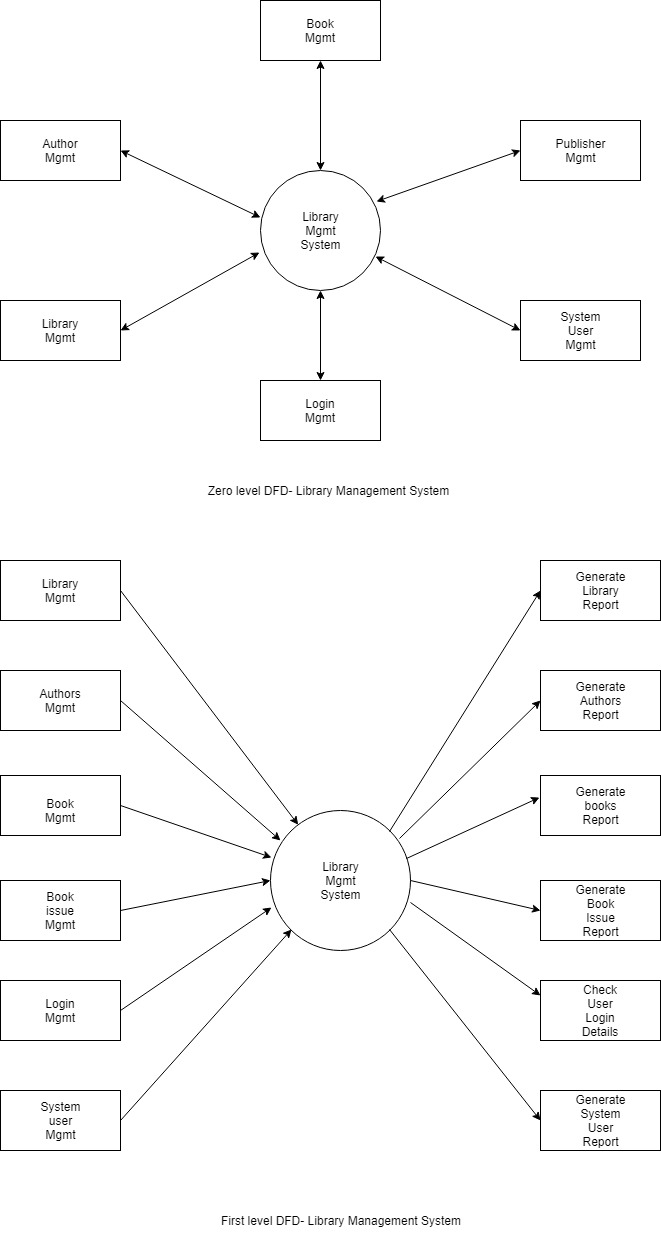 Book
Mgmt
Author
Mgmt
Publisher
Mgmt
Library
Mgmt
System
Library
Mgmt
System
User
Mgmt
Login
Mgmt
Zero level DFD- Library Management System
Library
Mgmt
Generate
Library
Report
Authors
Mgmt
Generate
Authors
Report
Book
Mgmt
Generate
books
Report
Library
Mgmt
System
Book
issue
Mgmt
Generate
Book
Issue
Report
Login
Mgmt
Check
User
Login
Details
System
user
Mgmt
Generate
System
User
Report
First level DFD- Library Management System